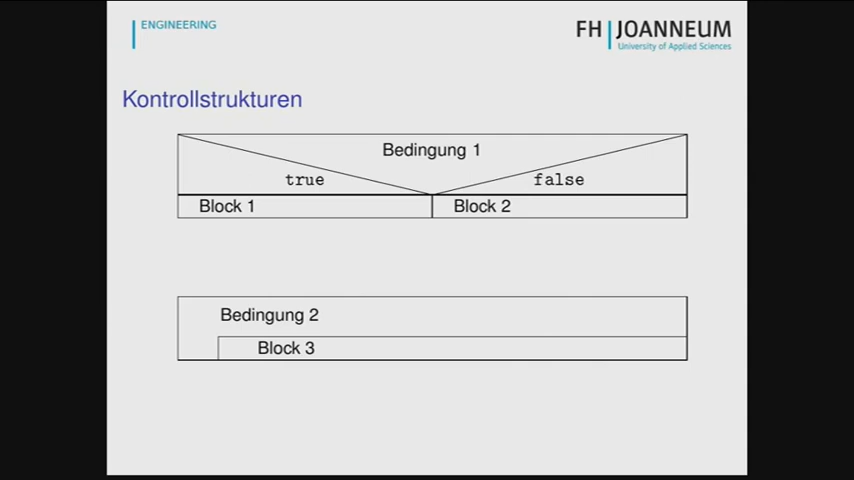 ENGINEERING
FH JOANNEUM
University of Applied Sciences
Kontrollstrukturen
Bedingung 1
true false
Block 1 Block 2
Bedingung 2
Block 3